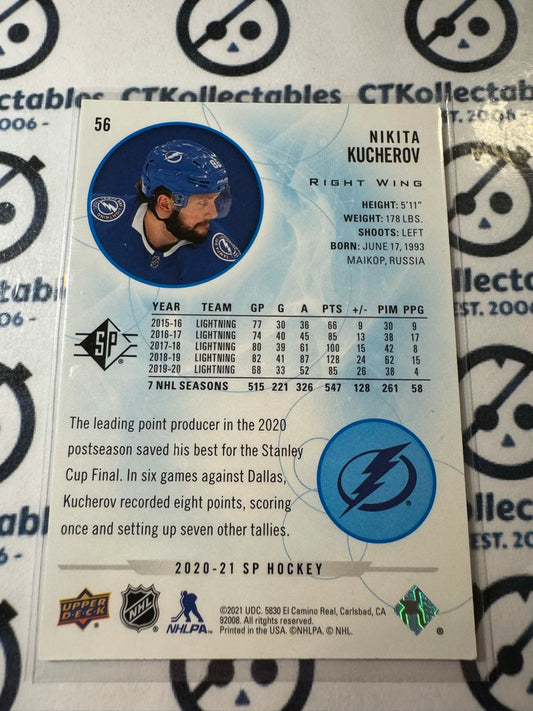 CTKollectables CTKollectables
2006 -
EST. 2006 -
56
NIKITA
KUCHEROV
RIGHT WING
HEIGHT: 5'11"
WEIGHT: 178 LBS.
SHOOTS: LEFT
BORN: JUNE 17, 1993
MAIKOP, RUSSIA
86
YEAR TEAM GP G A PTS +/- PIM PPG
2015-16 LIGHTNING 77 30 36 66 9 30 9
2016-17 LIGHTNING 74 40 45 85 13 38 17
2017-18 LIGHTNING 80 39 61 100 15 42 8
2018-19 LIGHTNING 82 41 87 128 24 62 15
2019-20 LIGHTNING 68 33 52 85 26 38 4
7 NHL SEASONS 515 221 326 547 128 261 58
SP
The leading point producer in the 2020
postseason saved his best for the Stanley
Cup Final. In six games against Dallas,
Kucherov recorded eight points, scoring
once and setting up seven other tallies.
2020-21 SP HOCKEY
UPPER
DECK
NHL
NHLPA
©2021 UDC. 5830 El Camino Real, Carlsbad, CA
92008. All rights reserved.
Printed in the USA. ©NHLPA. © NHL.